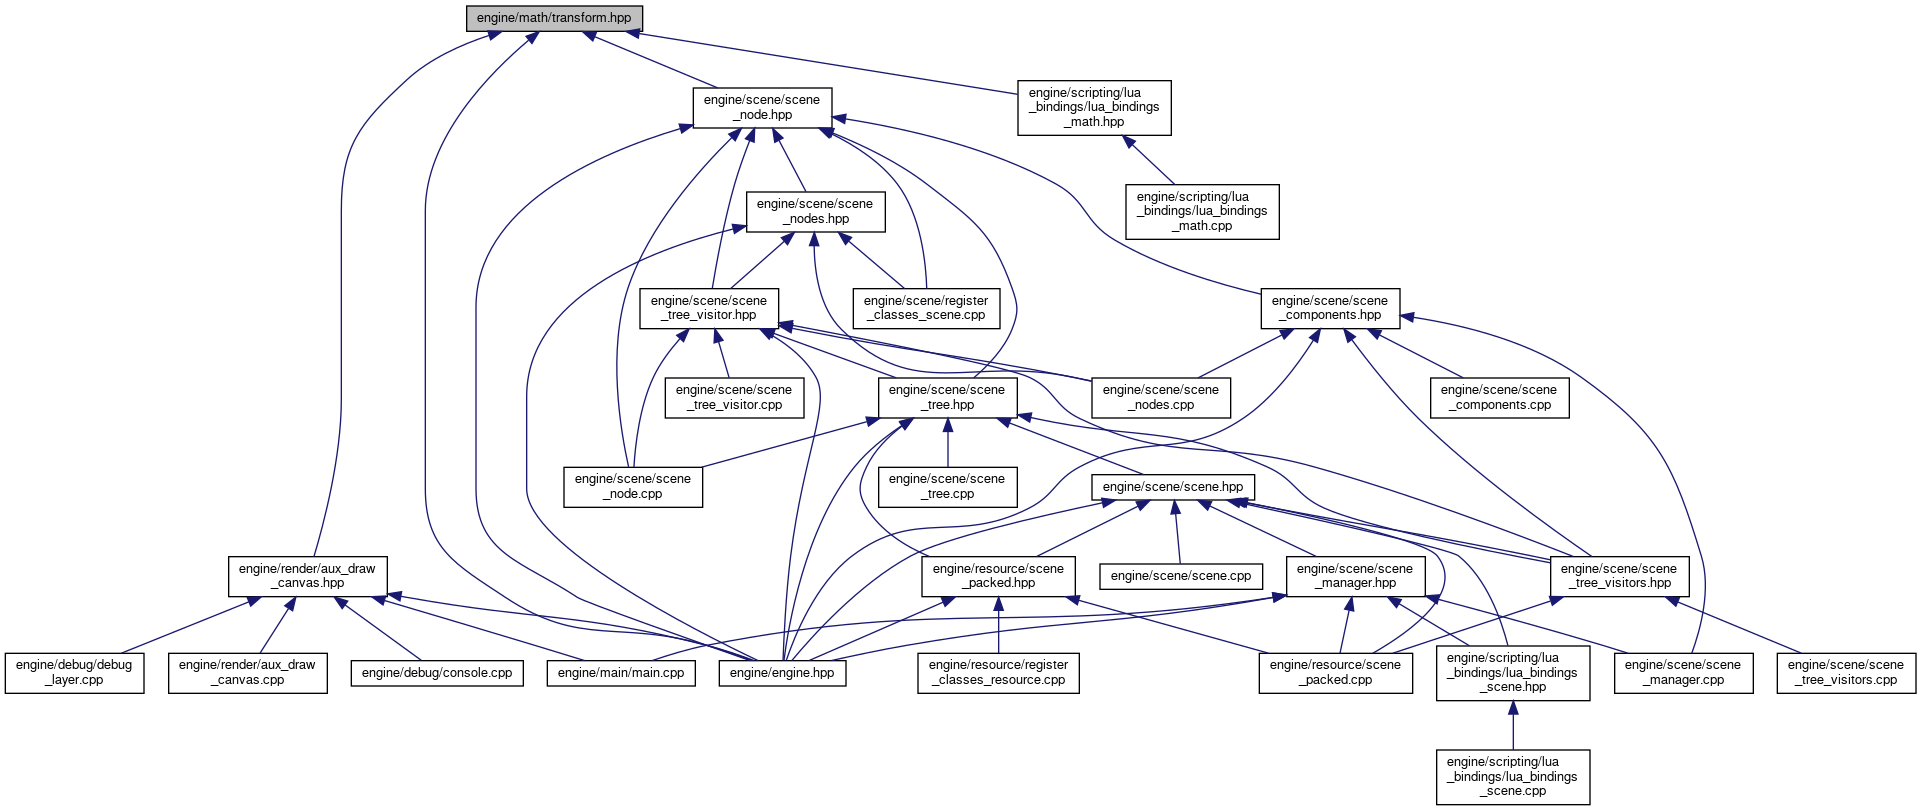 engine/math/transform.hpp
engine/scene/scene
_node.hpp
engine/scripting/lua
_bindings/lua_bindings
_math.hpp
engine/scene/scene
_nodes.hpp
engine/scripting/lua
_bindings/lua_bindings
_math.cpp
engine/scene/scene
_tree_visitor.hpp
engine/scene/register
_classes_scene.cpp
engine/scene/scene
_components.hpp
engine/scene/scene
_tree_visitor.cpp
engine/scene/scene
_tree.hpp
engine/scene/scene
_nodes.cpp
engine/scene/scene
_components.cpp
engine/scene/scene
_node.cpp
engine/scene/scene
_tree.cpp
engine/scene/scene.hpp
engine/render/aux_draw
_canvas.hpp
engine/resource/scene
_packed.hpp
engine/scene/scene.cpp
engine/scene/scene
_manager.hpp
engine/scene/scene
_tree_visitors.hpp
engine/debug/debug
_layer.cpp
engine/render/aux_draw
_canvas.cpp
engine/debug/console.cpp
engine/main/main.cpp
engine/engine.hpp
engine/resource/register
_classes_resource.cpp
engine/resource/scene
_packed.cpp
engine/scripting/lua
_bindings/lua_bindings
_scene.hpp
engine/scene/scene
_manager.cpp
engine/scene/scene
_tree_visitors.cpp
engine/scripting/lua
_bindings/lua_bindings
_scene.cpp